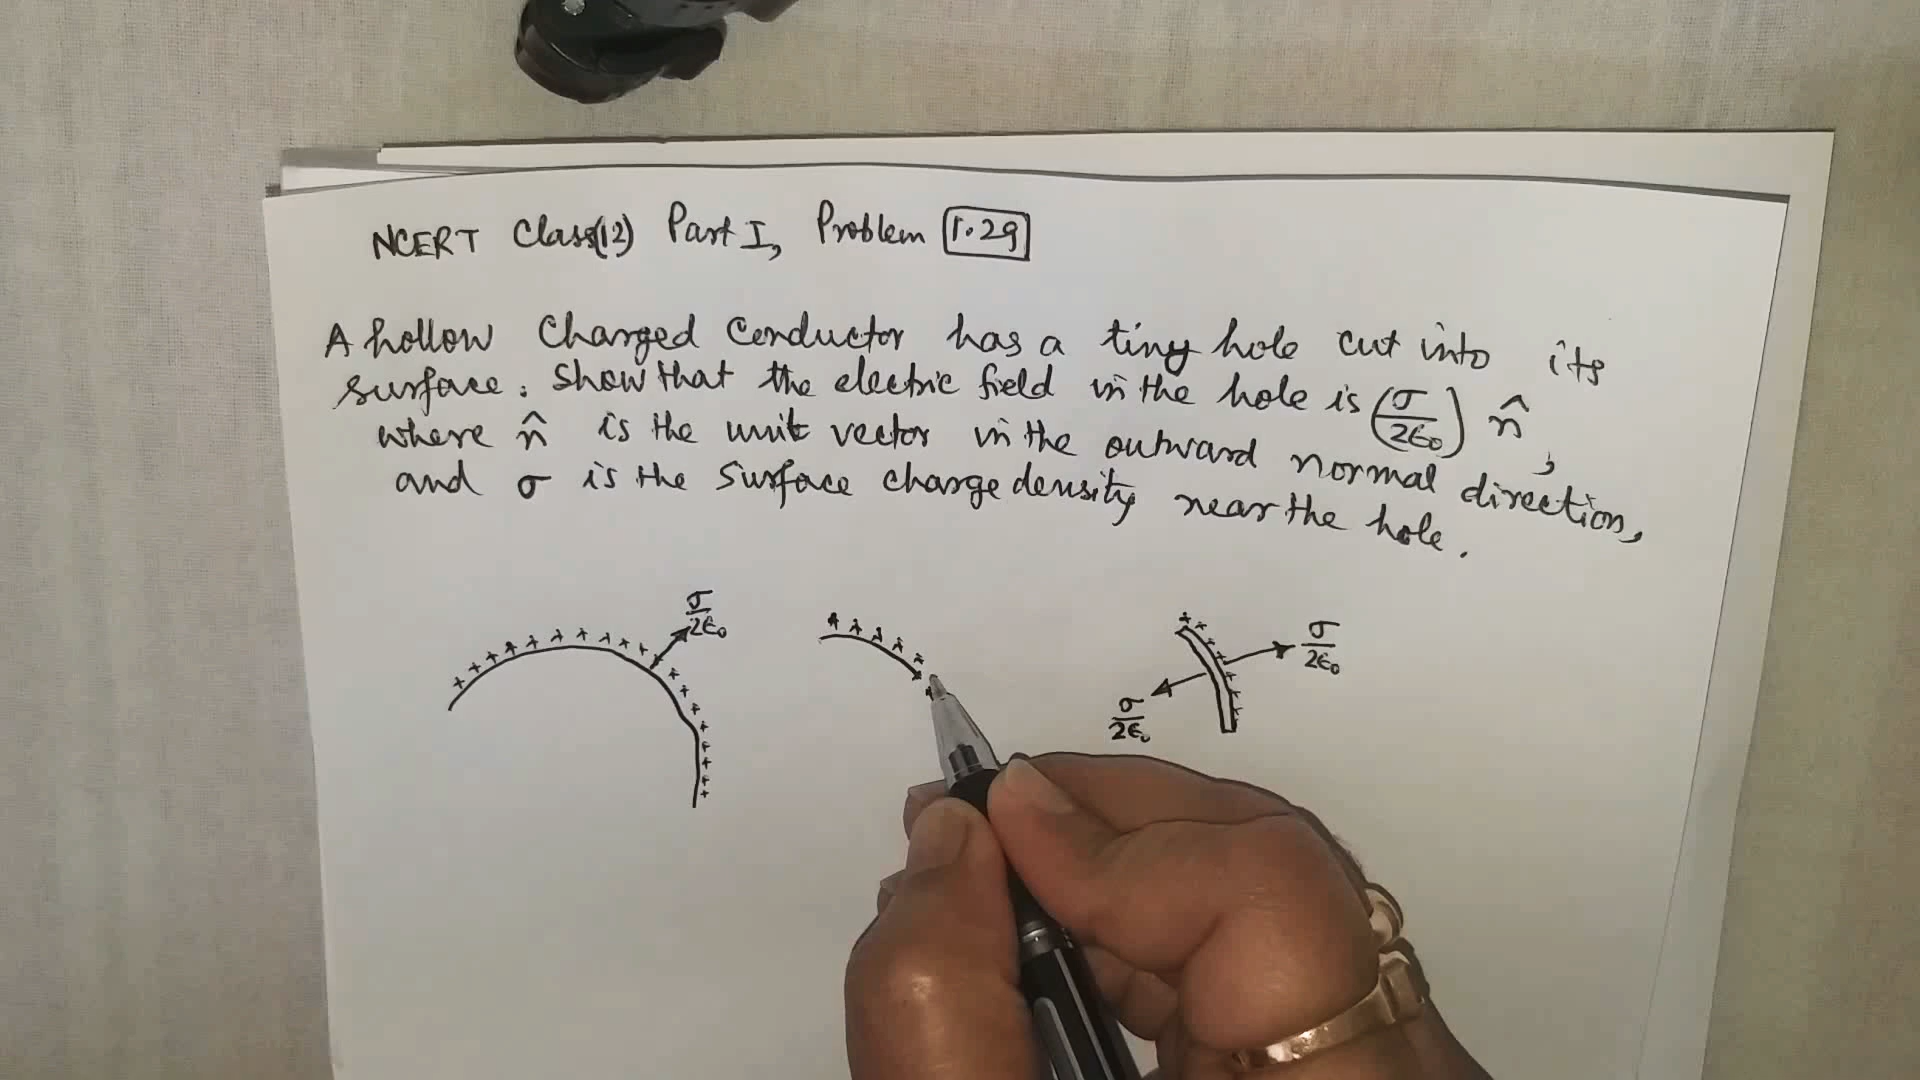 NCERT Class(12) Part I, Problem 1.29
A hollow Charged Conductor has a tiny hole cut into its
surface. Show that the electric field in the hole is (σ/2ϵ₀) n̂,
where n̂ is the unit vector in the outward normal direction,
and σ is the surface charge density near the hole.
σ/2ϵ₀
σ/2ϵ₀
σ/2ϵ₀